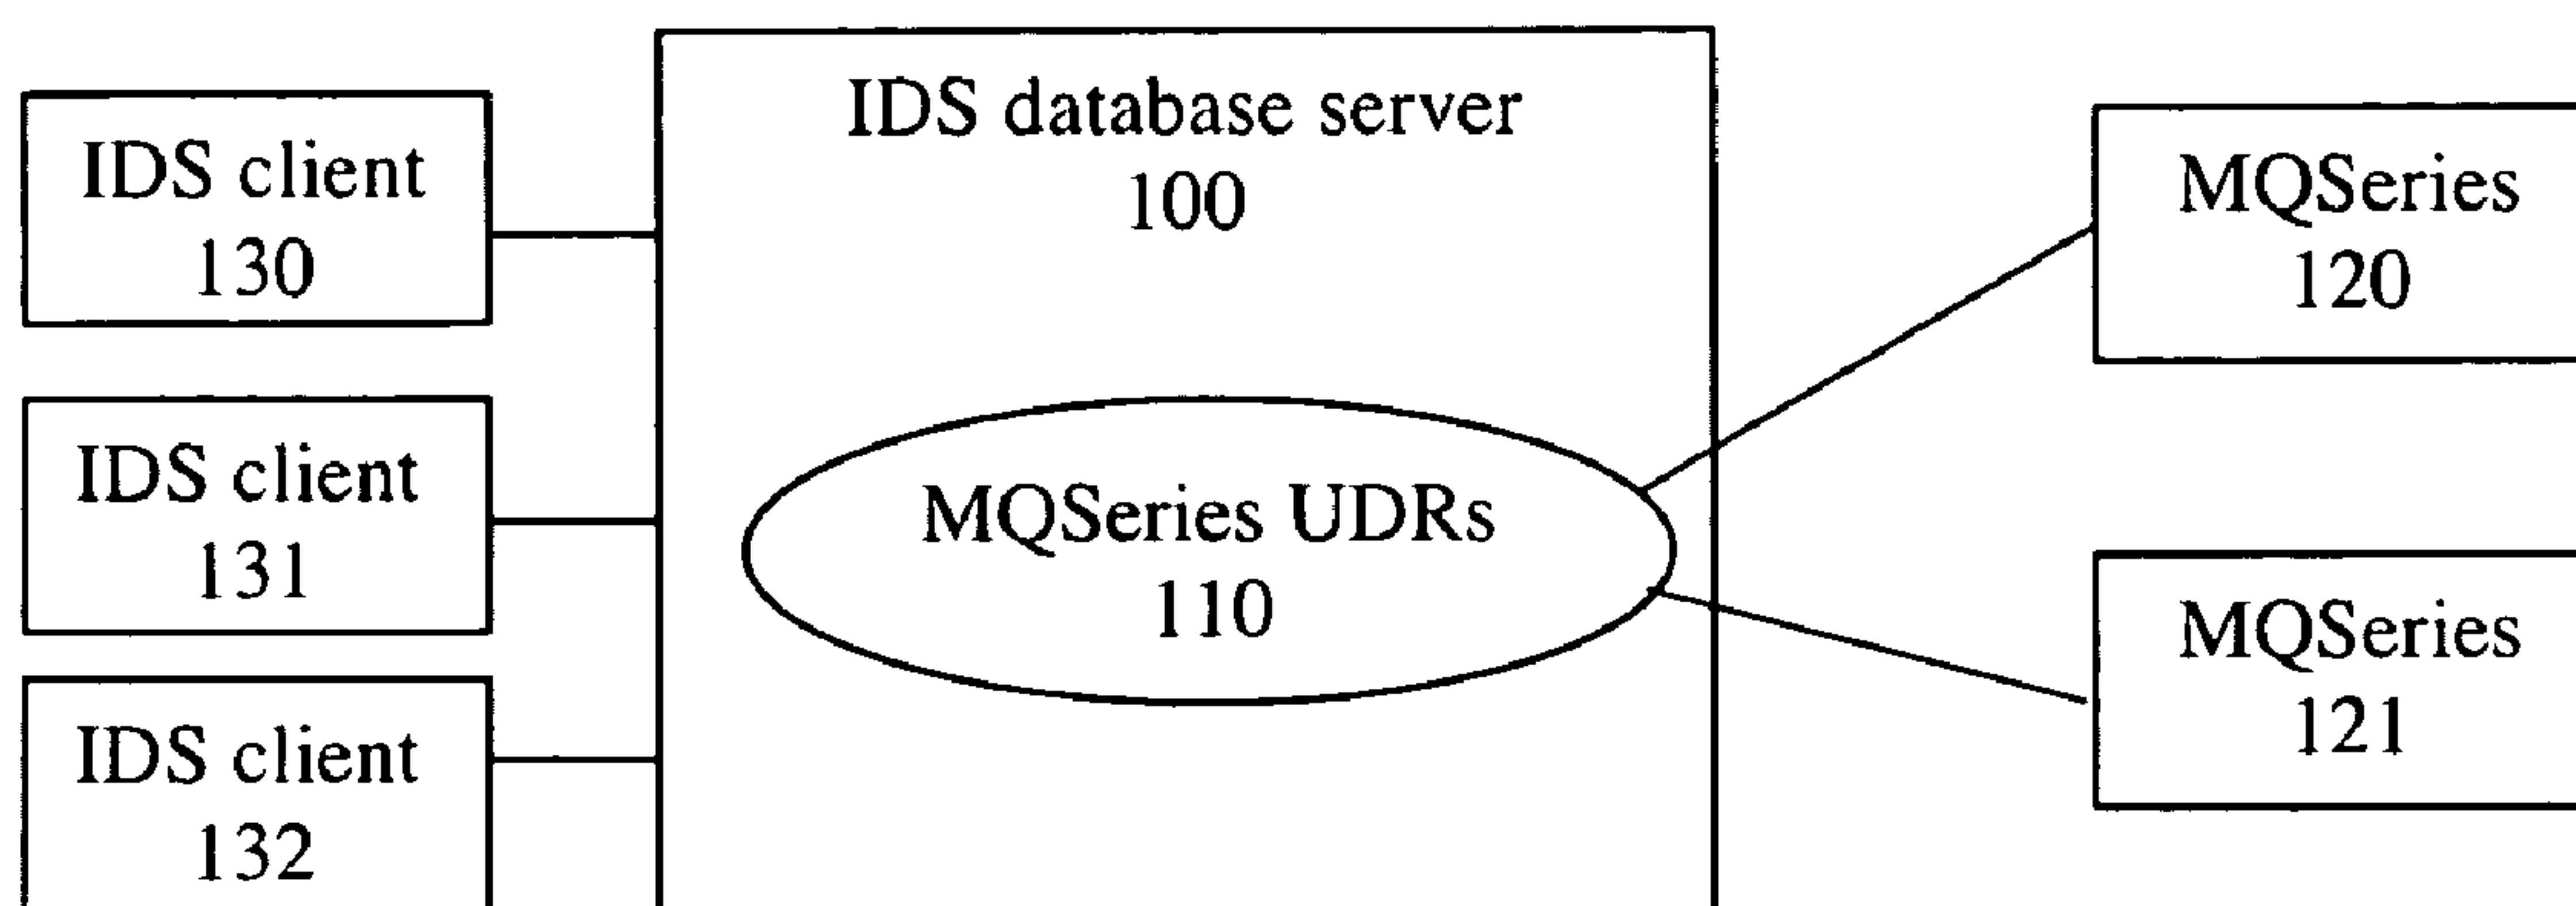 IDS client
130
IDS client
131
IDS client
132
IDS database server
100
MQSeries UDRs
110
MQSeries
120
MQSeries
121